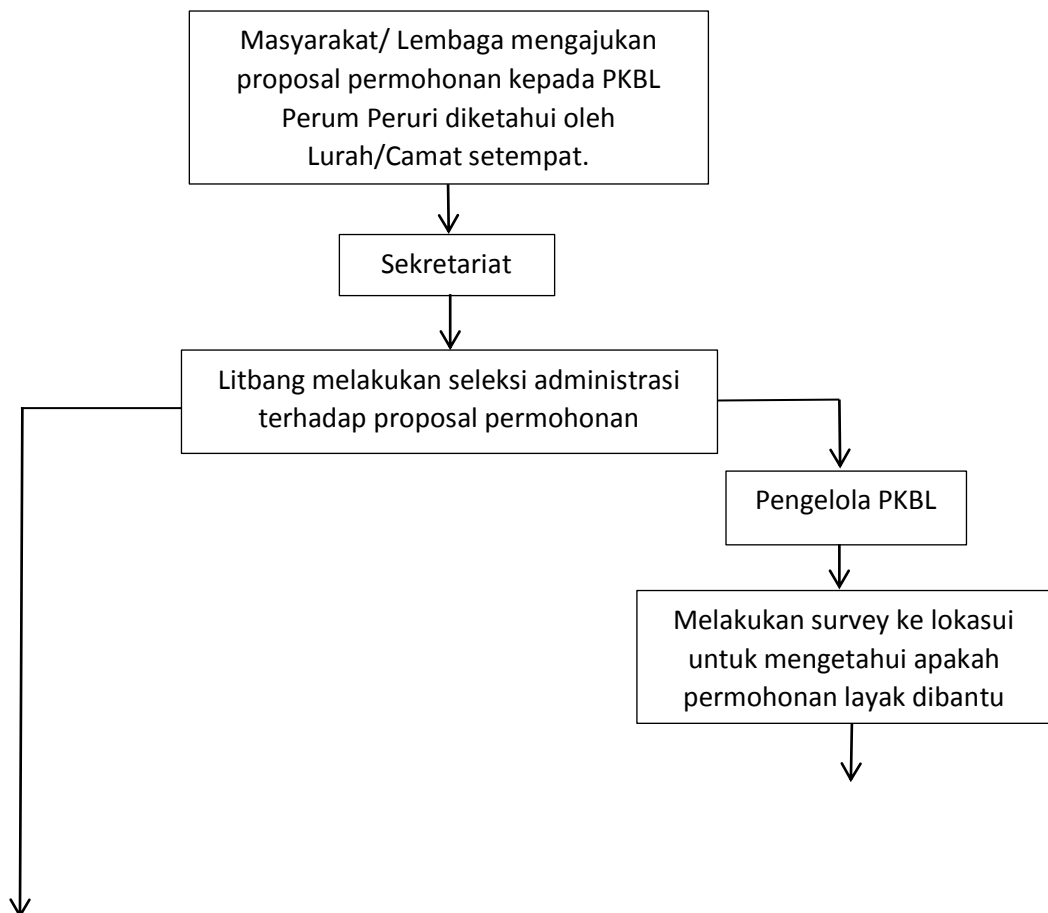 Masyarakat/ Lembaga mengajukan
proposal permohonan kepada PKBL
Perum Peruri diketahui oleh
Lurah/Camat setempat.
Sekretariat
Litbang melakukan seleksi administrasi
terhadap proposal permohonan
Pengelola PKBL
Melakukan survey ke lokasui
untuk mengetahui apakah
permohonan layak dibantu